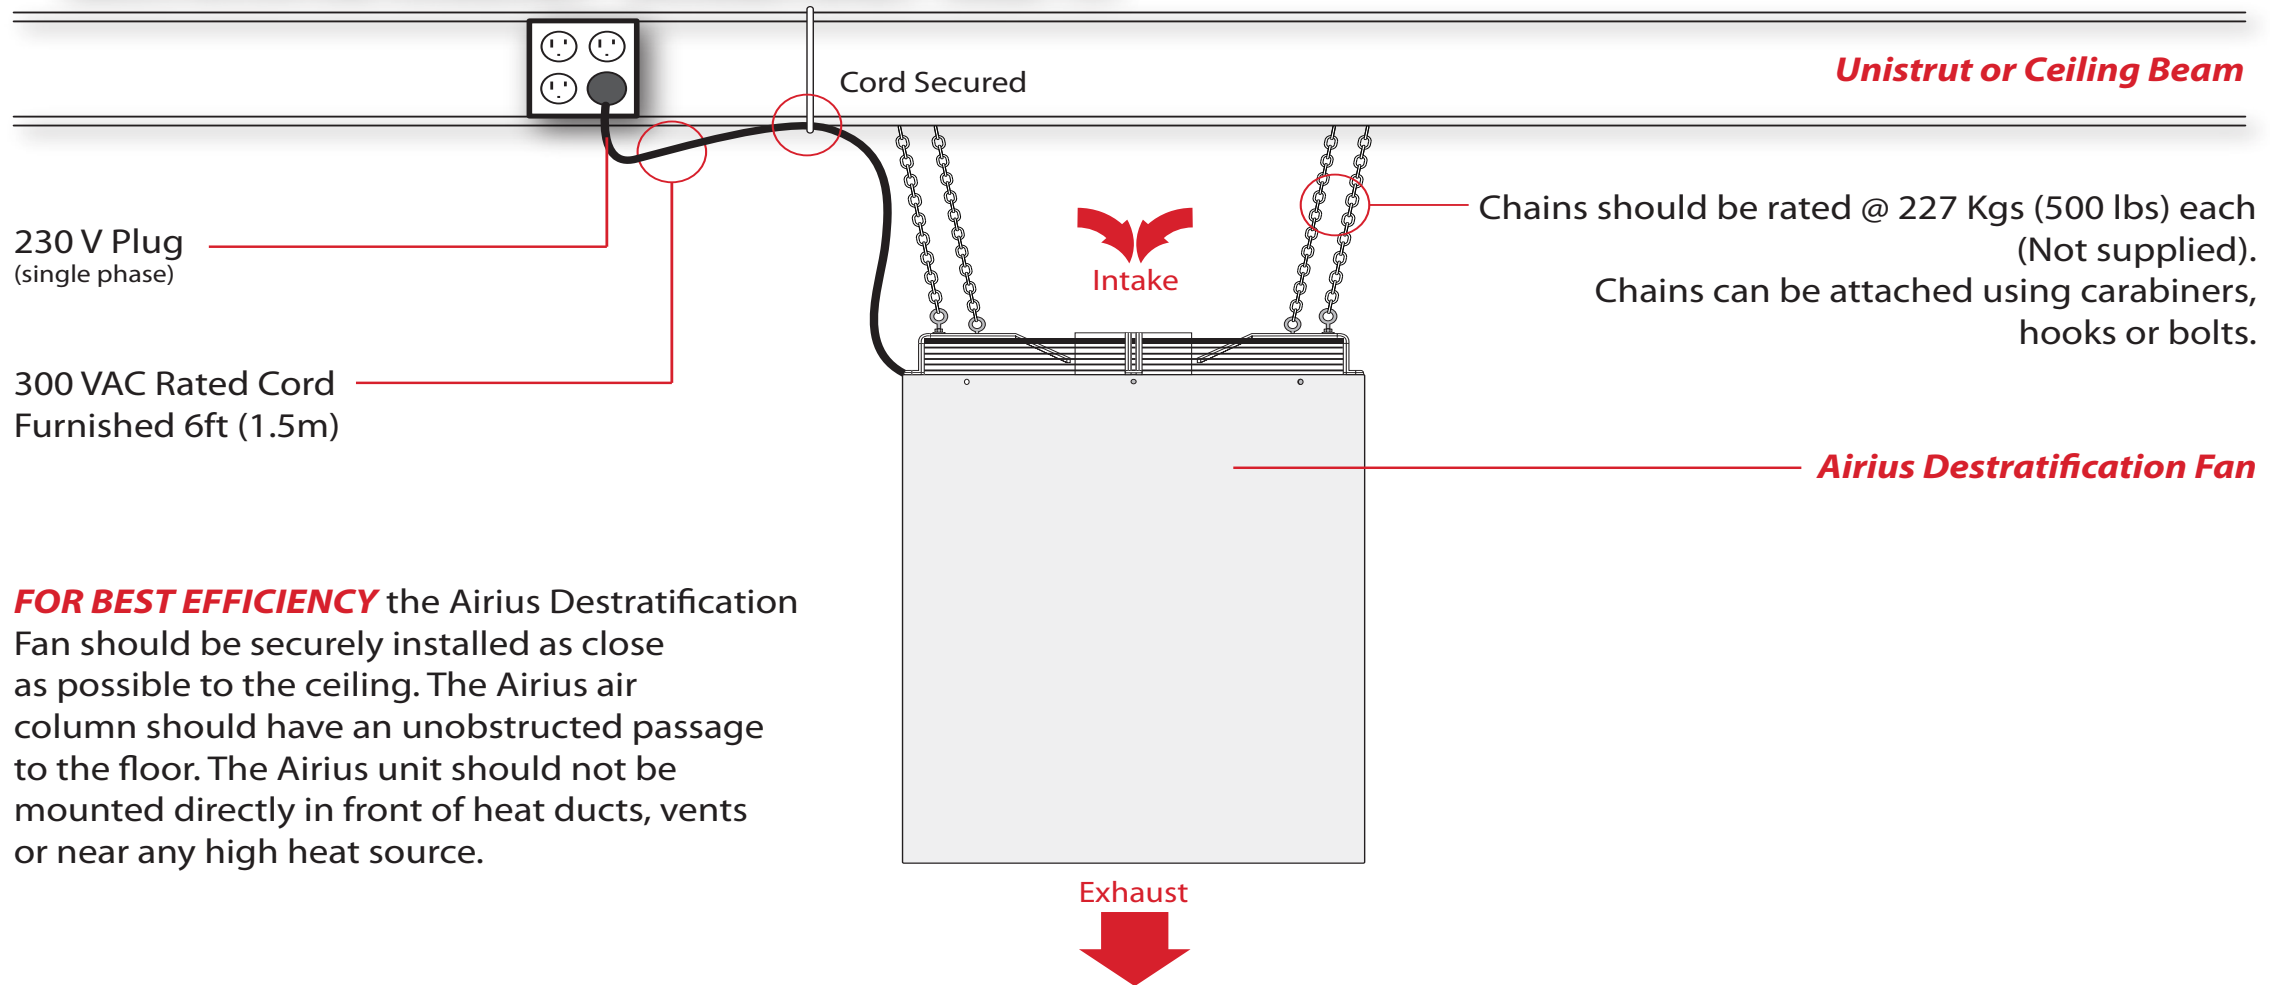 Unistrut or Ceiling Beam
Cord Secured
230 V Plug
(single phase)
300 VAC Rated Cord
Furnished 6ft (1.5m)
Intake
Chains should be rated @ 227 Kgs (500 lbs) each
(Not supplied).
Chains can be attached using carabiners,
hooks or bolts.
Airius Destratification Fan
FOR BEST EFFICIENCY the Airius Destratification
Fan should be securely installed as close
as possible to the ceiling. The Airius air
column should have an unobstructed passage
to the floor. The Airius unit should not be
mounted directly in front of heat ducts, vents
or near any high heat source.
Exhaust